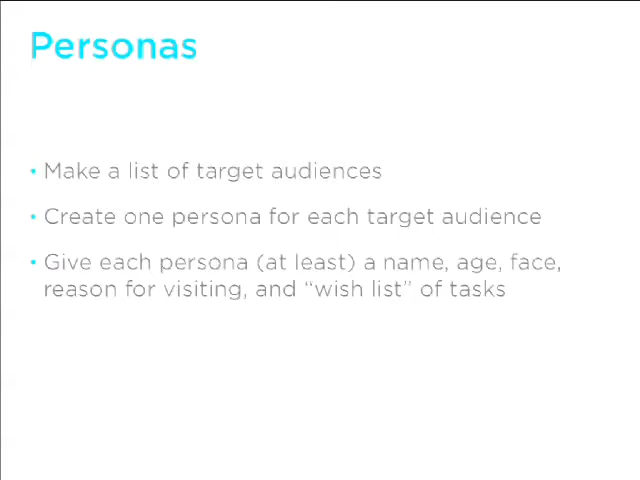 Personas
• Make a list of target audiences
• Create one persona for each target audience
• Give each persona (at least) a name, age, face,
reason for visiting, and “wish list” of tasks